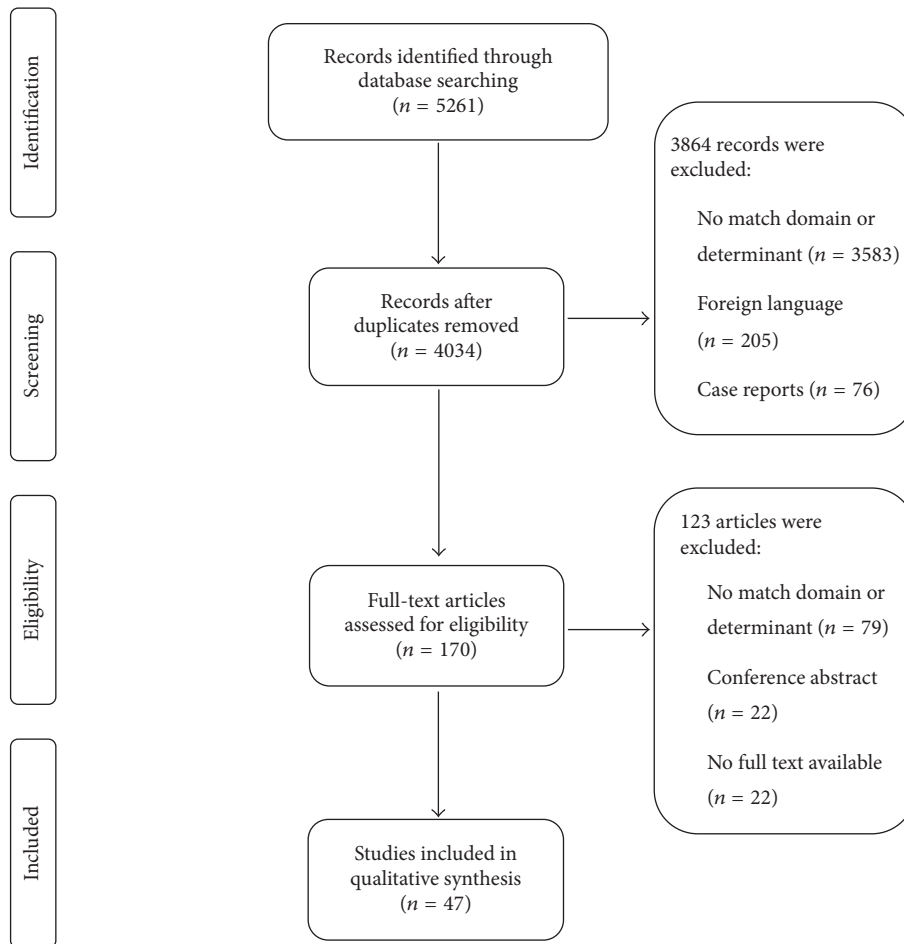 Identification
Records identified through
database searching
(n = 5261)
3864 records were
excluded:
No match domain or
determinant (n = 3583)
Foreign language
(n = 205)
Case reports (n = 76)
Screening
Records after
duplicates removed
(n = 4034)
Eligibility
Full-text articles
assessed for eligibility
(n = 170)
123 articles were
excluded:
No match domain or
determinant (n = 79)
Conference abstract
(n = 22)
No full text available
(n = 22)
Included
Studies included in
qualitative synthesis
(n = 47)